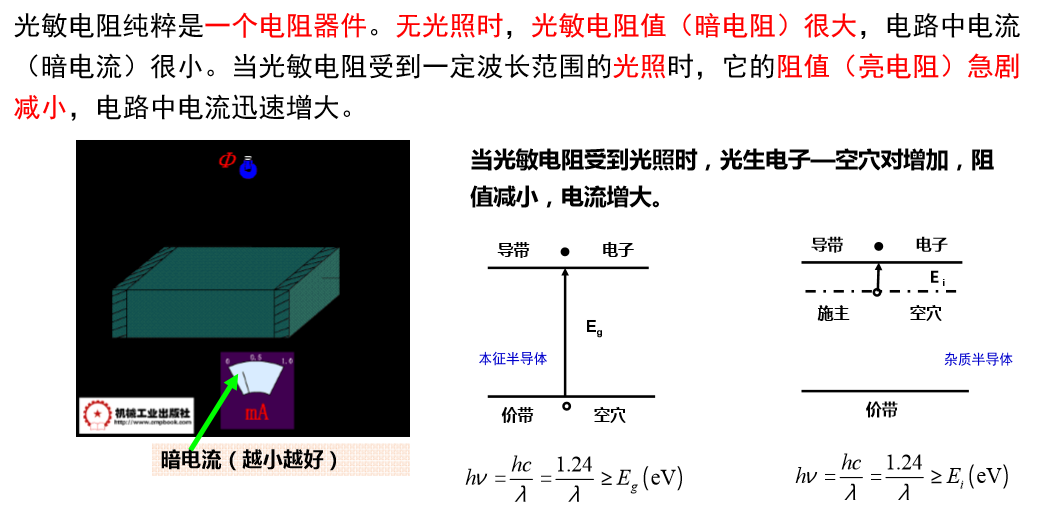 光敏电阻纯粹是一个电阻器件。无光照时，光敏电阻值（暗电阻）很大，电路中电流
（暗电流）很小。当光敏电阻受到一定波长范围的光照时，它的阻值（亮电阻）急剧
减小，电路中电流迅速增大。
Φ
当光敏电阻受到光照时，光生电子—空穴对增加，阻
值减小，电流增大。
导带 电子
Eg
本征半导体
价带 空穴
导带 电子
Ei
施主 空穴
杂质半导体
价带
0 0.5 1.0
mA
机械工业出版社
http://www.cmpbook.com
暗电流（越小越好）
hν = hc/λ = 1.24/λ ≥ Eg (eV)
hν = hc/λ = 1.24/λ ≥ Ei (eV)